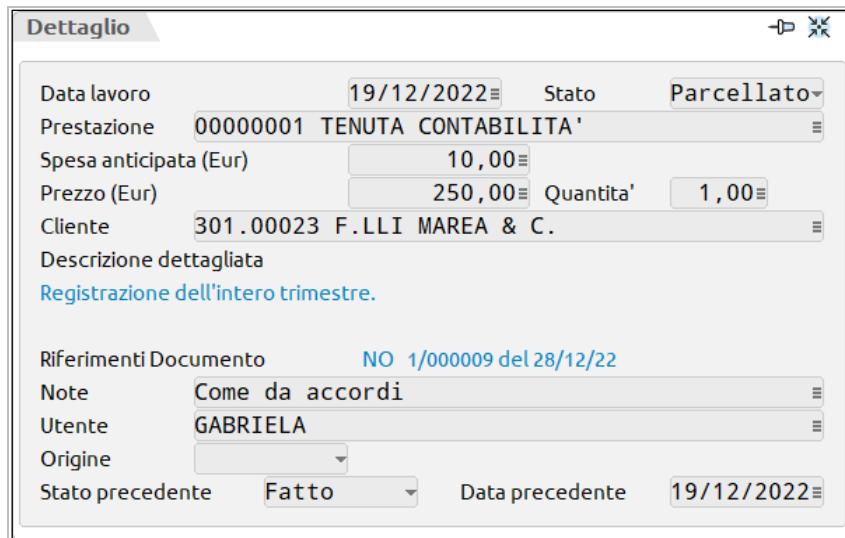 Dettaglio
Data lavoro 19/12/2022 Stato Parcellato
Prestazione 00000001 TENUTA CONTABILITA'
Spesa anticipata (Eur) 10,00
Prezzo (Eur) 250,00 Quantita' 1,00
Cliente 301.00023 F.LLI MAREA & C.
Descrizione dettagliata
Registrazione dell'intero trimestre.
Riferimenti Documento NO 1/000009 del 28/12/22
Note Come da accordi
Utente GABRIELA
Origine
Stato precedente Fatto Data precedente 19/12/2022